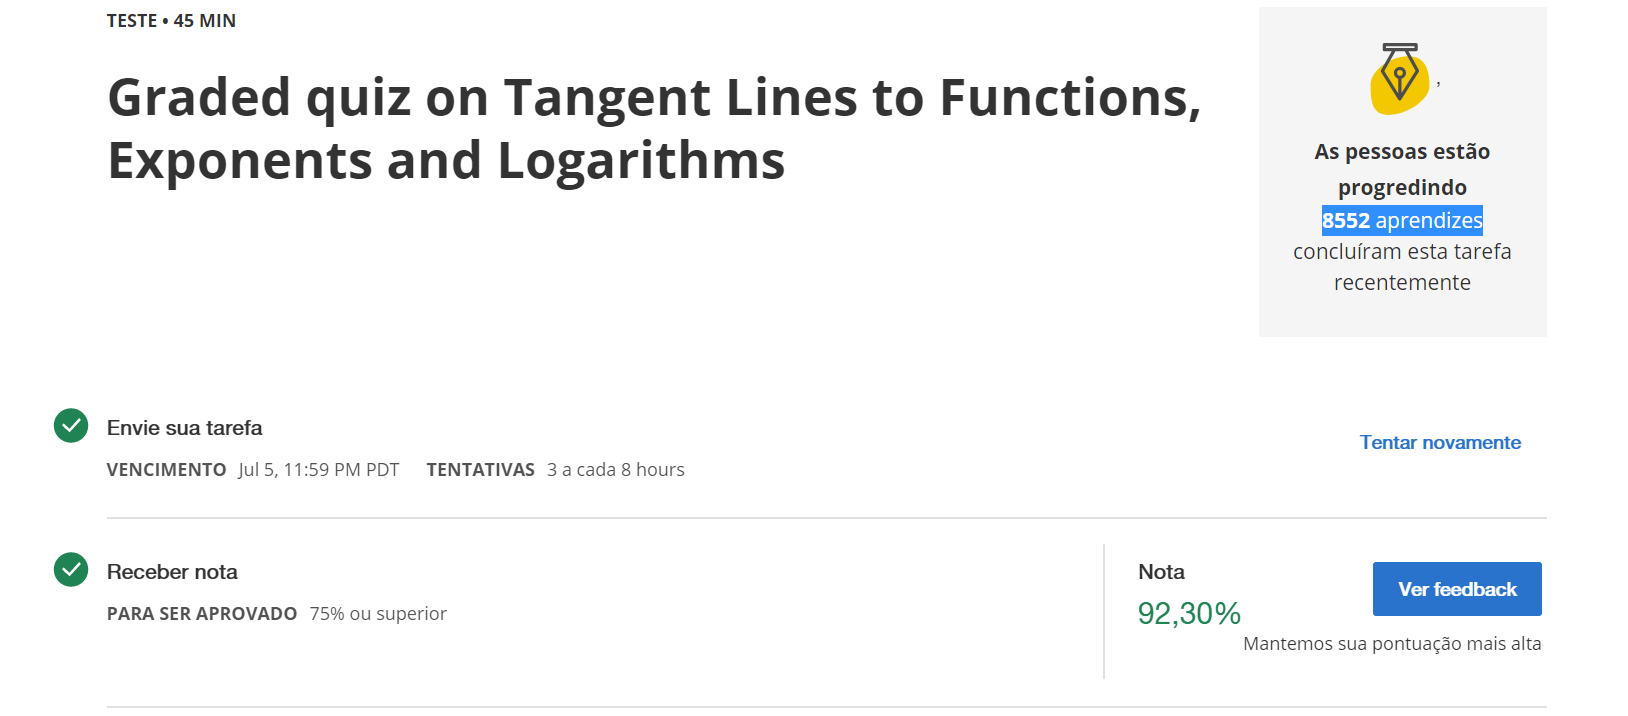 TESTE • 45 MIN
Graded quiz on Tangent Lines to Functions,
Exponents and Logarithms
,
As pessoas estão
progredindo
8552 aprendizes
concluíram esta tarefa
recentemente
Envie sua tarefa
VENCIMENTO Jul 5, 11:59 PM PDT TENTATIVAS 3 a cada 8 hours
Tentar novamente
Receber nota
PARA SER APROVADO 75% ou superior
Nota
92,30%
Ver feedback
Mantemos sua pontuação mais alta